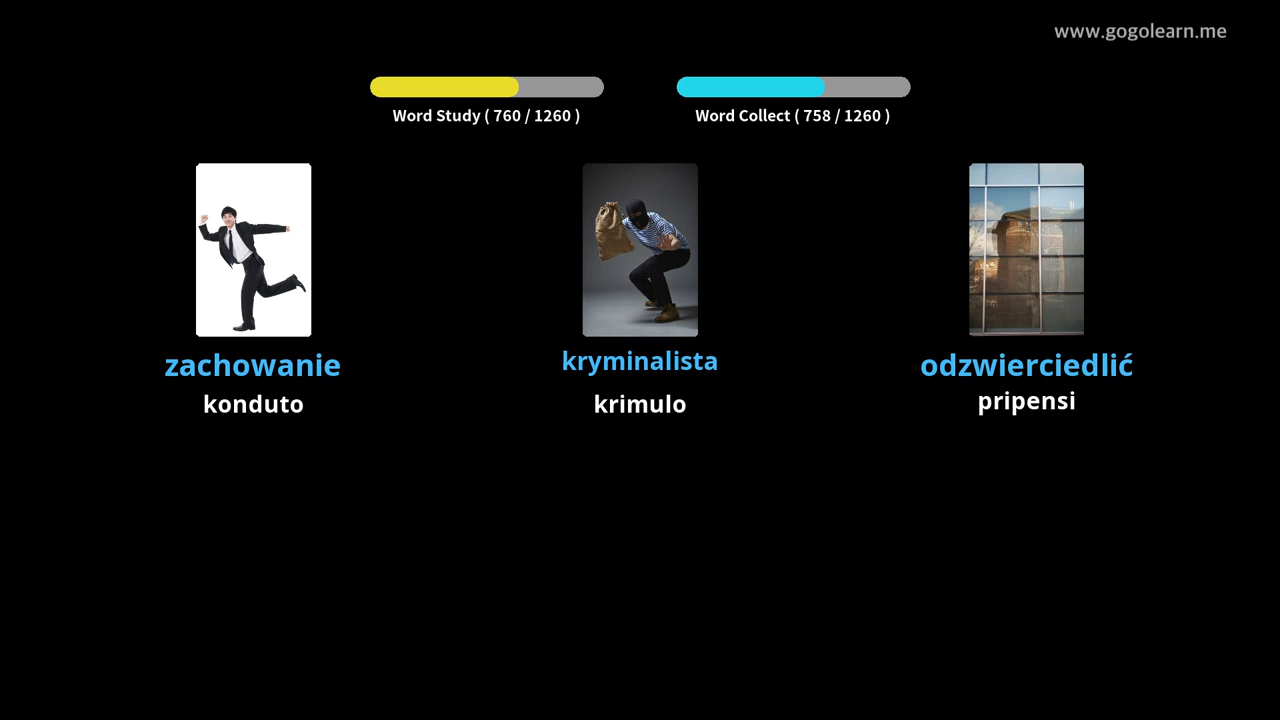 www.gogolearn.me
Word Study ( 760 / 1260 )
Word Collect ( 758 / 1260 )
zachowanie
konduto
kryminalista
krimulo
odzwierciedlić
pripensi